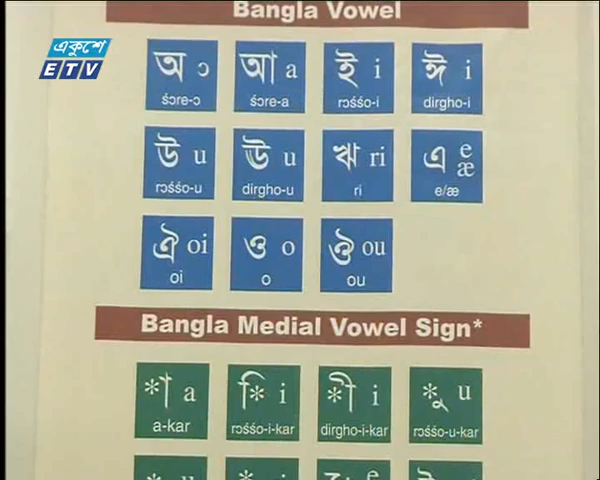 Bangla Vowel
একুশে
ETV
অ ɔ আ a ই i ঈ i
śɔre-ɔ śɔre-a rɔśśo-i dirgho-i
উ u ঊ u ঋ ri এ e æ
rɔśśo-u dirgho-u ri e/æ
ঐ oi ও o ঔ ou
oi o ou
Bangla Medial Vowel Sign*
*া a *ি i *ী i *ূ u
a-kar rɔśśo-i-kar dirgho-i-kar rɔśśo-u-kar